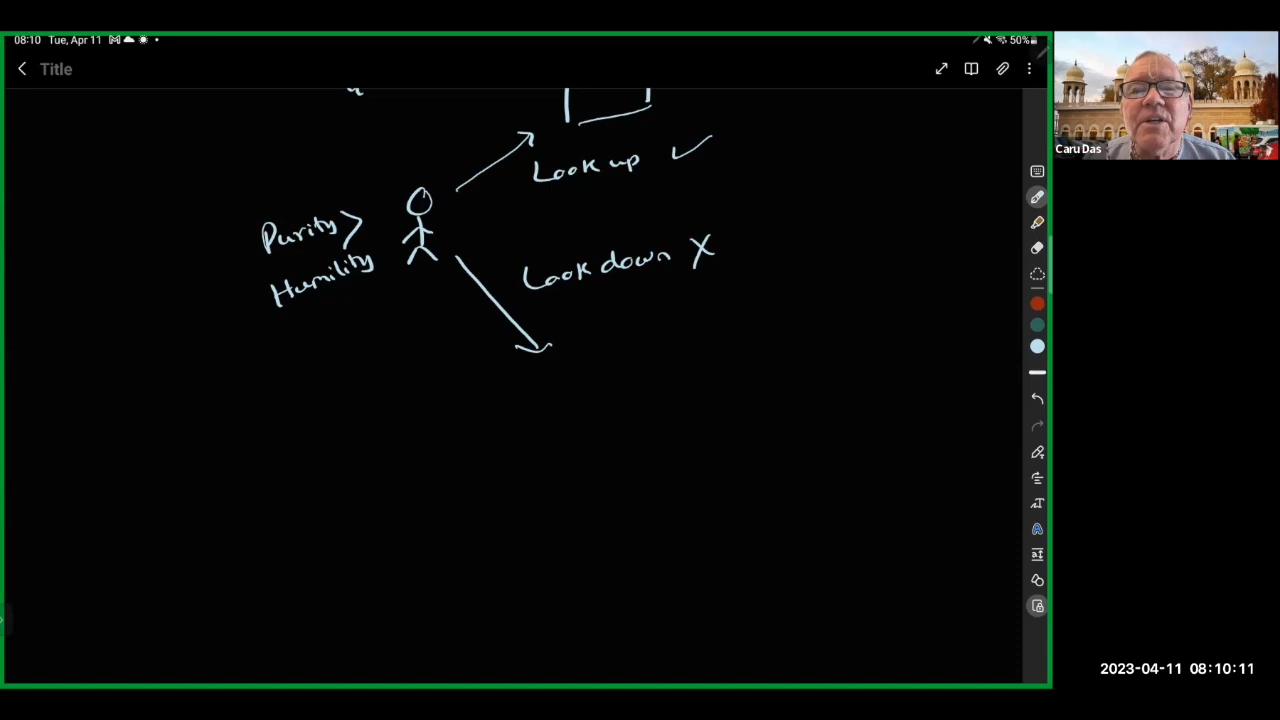 08:10 Tue, Apr 11
50%
Title
Look up ✓
Purity >
Humility
Look down X
Caru Das
2023-04-11 08:10:11